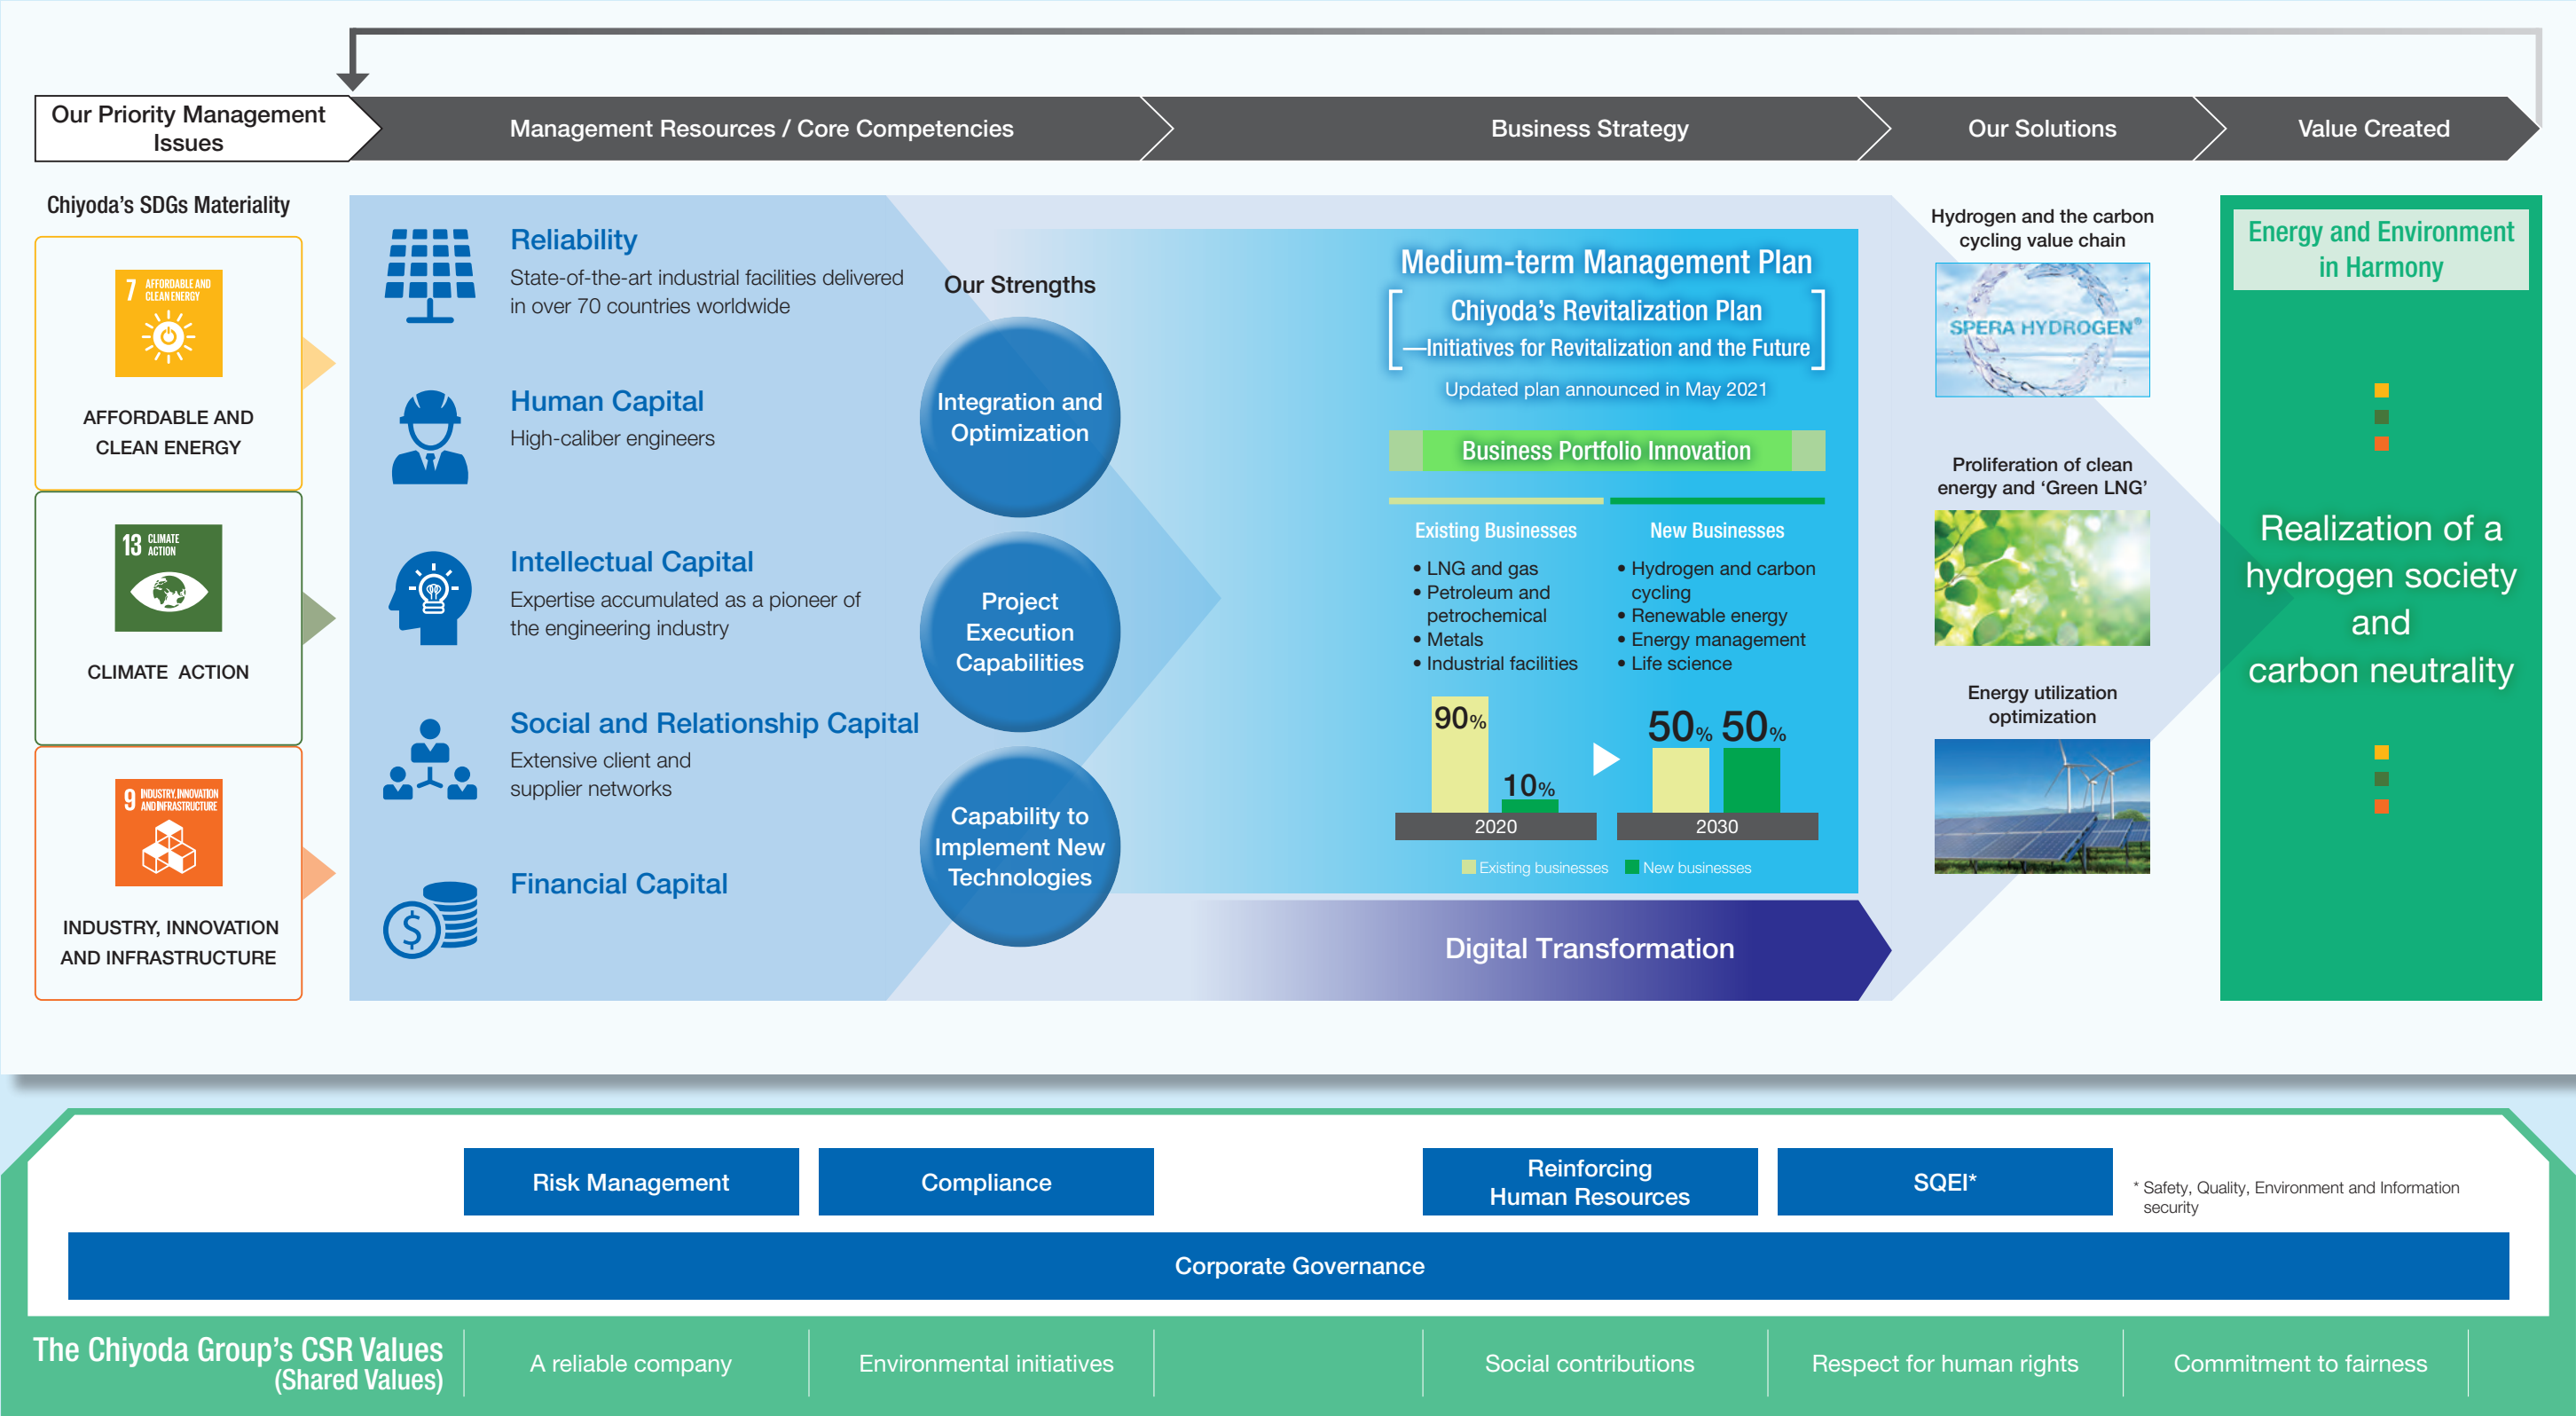 Our Priority Management
Issues
Management Resources / Core Competencies
Business Strategy
Our Solutions
Value Created
Chiyoda’s SDGs Materiality
7 AFFORDABLE AND
CLEAN ENERGY
AFFORDABLE AND
CLEAN ENERGY
13 CLIMATE
ACTION
CLIMATE ACTION
9 INDUSTRY, INNOVATION
AND INFRASTRUCTURE
INDUSTRY, INNOVATION
AND INFRASTRUCTURE
Reliability
State-of-the-art industrial facilities delivered
in over 70 countries worldwide
Human Capital
High-caliber engineers
Intellectual Capital
Expertise accumulated as a pioneer of
the engineering industry
Social and Relationship Capital
Extensive client and
supplier networks
Financial Capital
$
Our Strengths
Integration and
Optimization
Project
Execution
Capabilities
Capability to
Implement New
Technologies
Medium-term Management Plan
Chiyoda’s Revitalization Plan
—Initiatives for Revitalization and the Future
Updated plan announced in May 2021
Business Portfolio Innovation
Existing Businesses
• LNG and gas
• Petroleum and
petrochemical
• Metals
• Industrial facilities
New Businesses
• Hydrogen and carbon
cycling
• Renewable energy
• Energy management
• Life science
90%
10%
2020
50% 50%
2030
Existing businesses
New businesses
Digital Transformation
Hydrogen and the carbon
cycling value chain
SPERA HYDROGEN®
Proliferation of clean
energy and ‘Green LNG’
Energy utilization
optimization
Energy and Environment
in Harmony
Realization of a
hydrogen society
and
carbon neutrality
Risk Management
Compliance
Reinforcing
Human Resources
SQEI*
* Safety, Quality, Environment and Information
security
Corporate Governance
The Chiyoda Group’s CSR Values
(Shared Values)
A reliable company
Environmental initiatives
Social contributions
Respect for human rights
Commitment to fairness